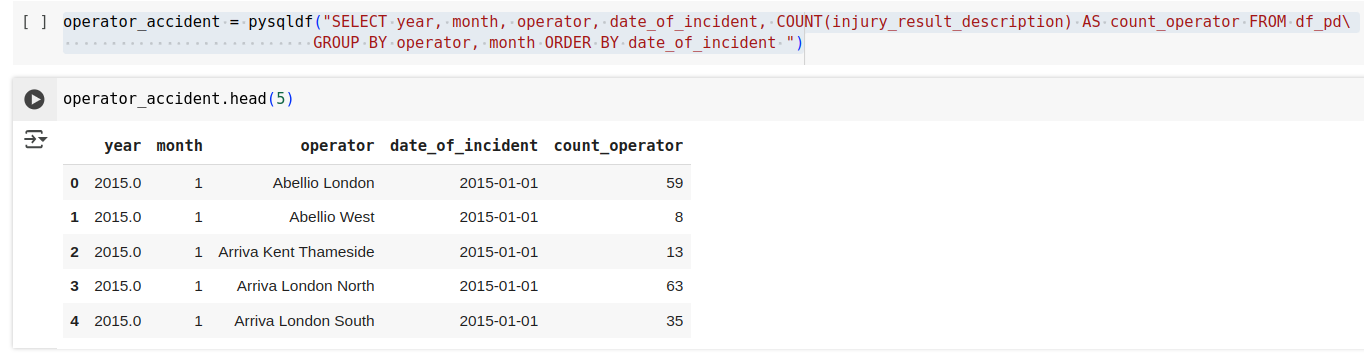 [ ] operator_accident = pysqldf("SELECT year, month, operator, date_of_incident, COUNT(injury_result_description) AS count_operator FROM df_pd\
GROUP BY operator, month ORDER BY date_of_incident ")
operator_accident.head(5)
year month operator date_of_incident count_operator
0 2015.0 1 Abellio London 2015-01-01 59
1 2015.0 1 Abellio West 2015-01-01 8
2 2015.0 1 Arriva Kent Thameside 2015-01-01 13
3 2015.0 1 Arriva London North 2015-01-01 63
4 2015.0 1 Arriva London South 2015-01-01 35